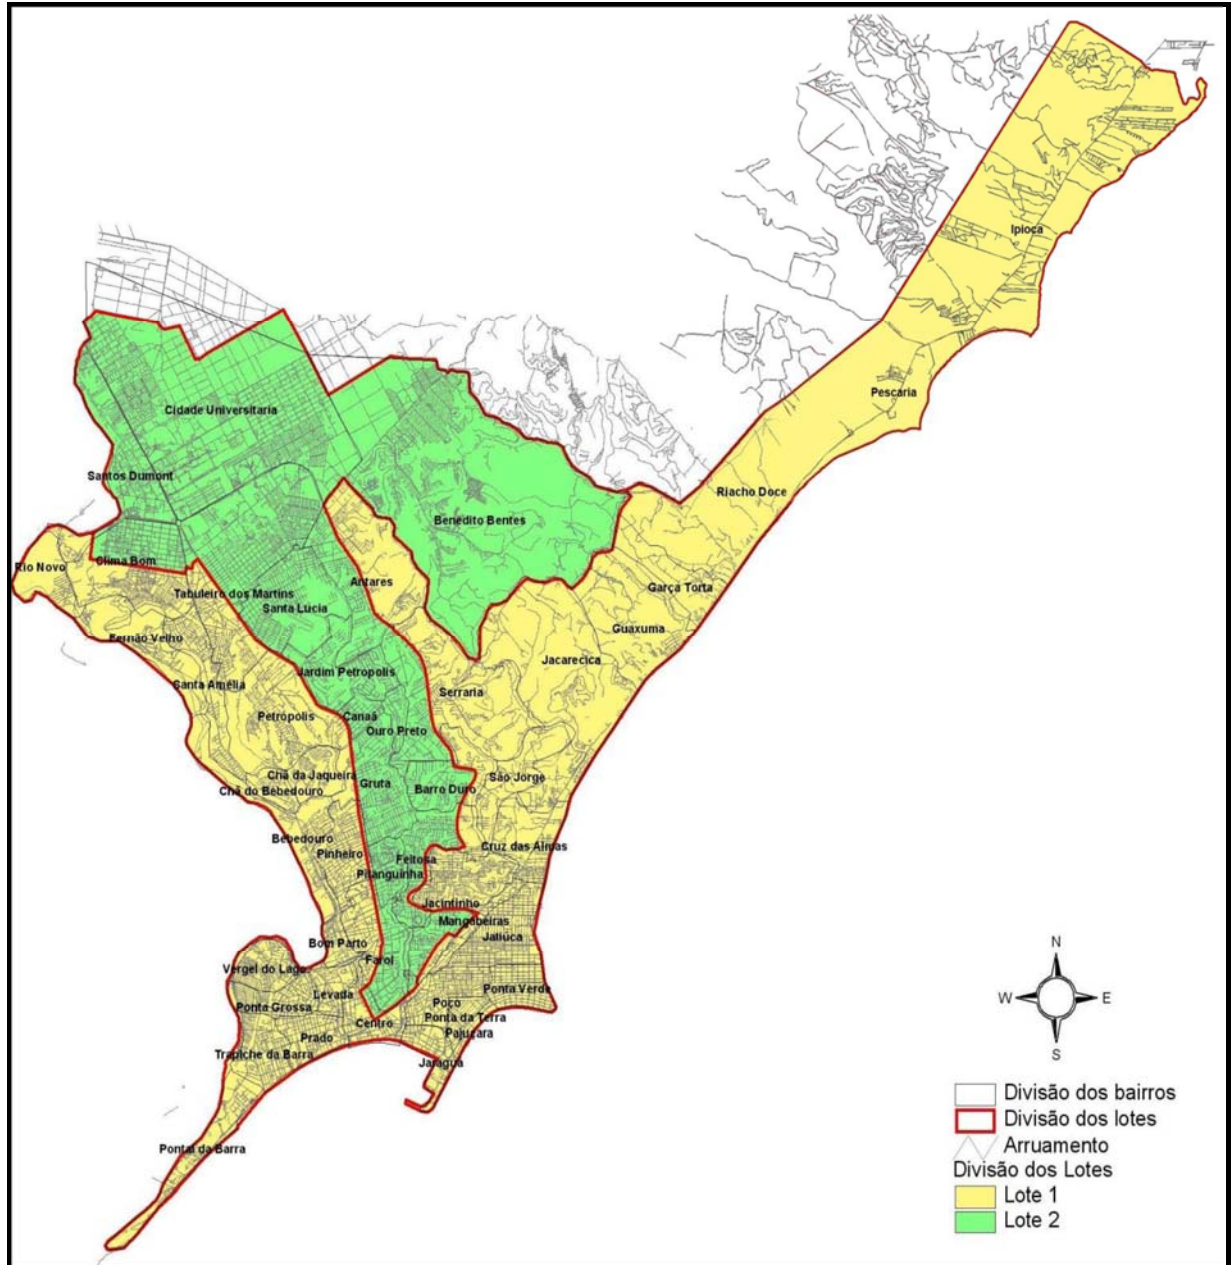 Ipioca
Pescaria
Cidade Universitaria
Santos Dumont
Riacho Doce
Benedito Bentes
Clima Bom
Rio Novo
Antares
Garça Torta
Tabuleiro dos Martins
Santa Lúcia
Guaxuma
Fernão Velho
Jacarecica
Jardim Petropolis
Santa Amélia
Serraria
Petrópolis
Canaã
Ouro Preto
Chã da Jaqueira
São Jorge
Gruta
Barro Duro
Chã do Bebedouro
Bebedouro
Cruz das Almas
Pinheiro
Feitosa
Pitanguinha
Jacintinho
Mangabeiras
Jatiúca
Bom Parto
Farol
Vergel do Lago
Ponta Verde
Levada
Poço
Ponta Grossa
Ponta da Terra
Centro
Pajuçara
Prado
Trapiche da Barra
Jaraguá
Pontal da Barra
N
W
E
S
Divisão dos bairros
Divisão dos lotes
Arruamento
Divisão dos Lotes
Lote 1
Lote 2